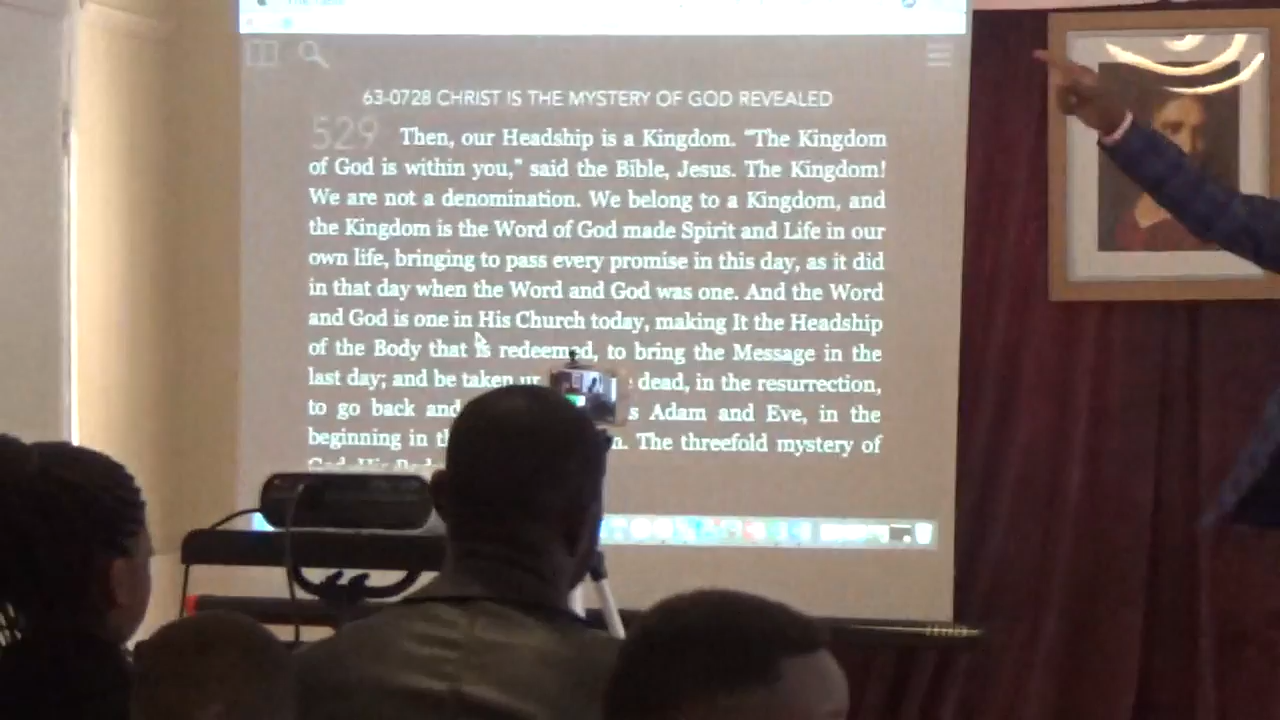 63-0728 CHRIST IS THE MYSTERY OF GOD REVEALED
529 Then, our Headship is a Kingdom. “The Kingdom
of God is within you,” said the Bible, Jesus. The Kingdom!
We are not a denomination. We belong to a Kingdom, and
the Kingdom is the Word of God made Spirit and Life in our
own life, bringing to pass every promise in this day, as it did
in that day when the Word and God was one. And the Word
and God is one in His Church today, making It the Headship
of the Body that is redeemed, to bring the Message in the
last day; and be taken dead, in the resurrection,
to go back and Adam and Eve, in the
beginning in The threefold mystery of
God, His